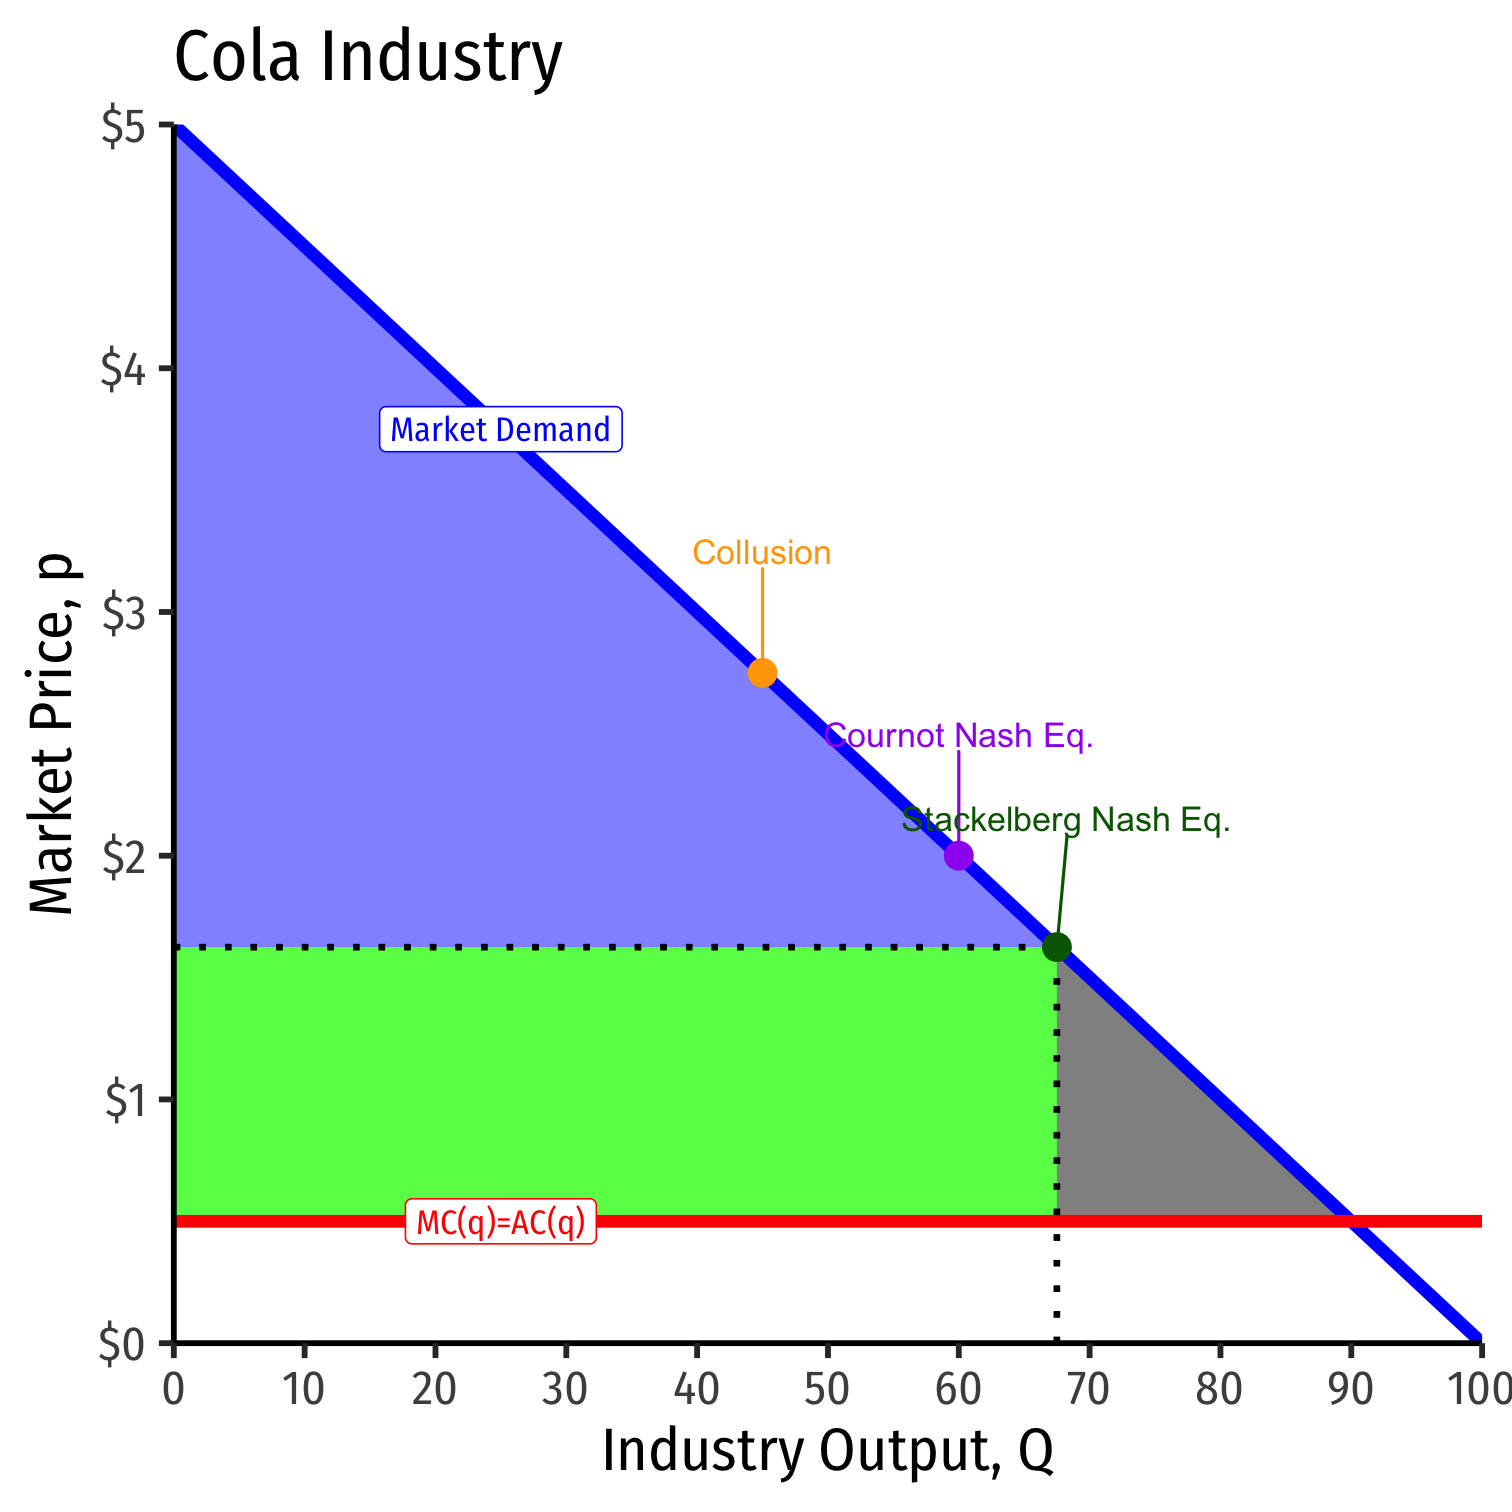 Cola Industry
$5
$4
Market Demand
Collusion
$3
Cournot Nash Eq.
Stackelberg Nash Eq.
$2
$1
MC(q)=AC(q)
$0
0 10 20 30 40 50 60 70 80 90 100
Industry Output, Q
Market Price, p